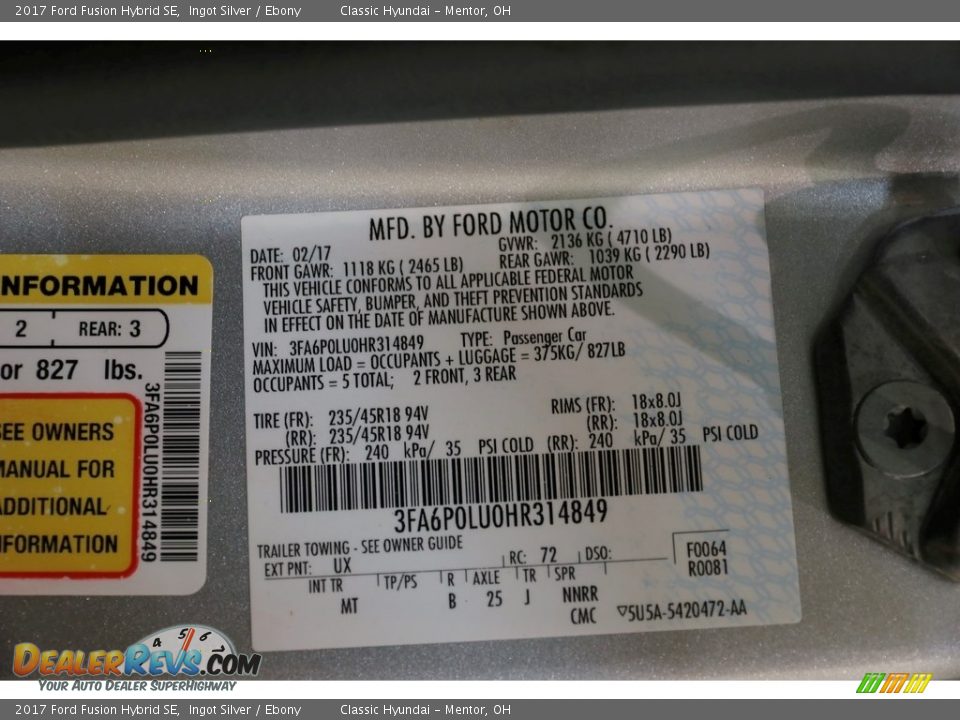 2017 Ford Fusion Hybrid SE, Ingot Silver / Ebony Classic Hyundai - Mentor, OH
MFD. BY FORD MOTOR CO.
DATE: 02/17 GVWR: 2136 KG ( 4710 LB)
FRONT GAWR: 1118 KG ( 2465 LB) REAR GAWR: 1039 KG ( 2290 LB)
THIS VEHICLE CONFORMS TO ALL APPLICABLE FEDERAL MOTOR
VEHICLE SAFETY, BUMPER, AND THEFT PREVENTION STANDARDS
IN EFFECT ON THE DATE OF MANUFACTURE SHOWN ABOVE.
VIN: 3FA6P0LU0HR314849 TYPE: Passenger Car
MAXIMUM LOAD = OCCUPANTS + LUGGAGE = 375KG/ 827LB
OCCUPANTS = 5 TOTAL; 2 FRONT, 3 REAR
TIRE (FR): 235/45R18 94V RIMS (FR): 18x8.0J
(RR): 235/45R18 94V (RR): 18x8.0J
PRESSURE (FR): 240 kPa/ 35 PSI COLD (RR): 240 kPa/ 35 PSI COLD
3FA6P0LU0HR314849
TRAILER TOWING - SEE OWNER GUIDE
EXT PNT: UX RC: 72 DSO: F0064
R0081
INT TR TP/PS R AXLE TR SPR
MT B 25 J NNRR
CMC ▽5U5A-5420472-AA
NFORMATION
2 REAR: 3
or 827 lbs.
SEE OWNERS
MANUAL FOR
ADDITIONAL
NFORMATION
3FA6P0LU0HR314849
4 5 6
DEALERREVS.COM
YOUR AUTO DEALER SUPERHIGHWAY
2017 Ford Fusion Hybrid SE, Ingot Silver / Ebony Classic Hyundai - Mentor, OH